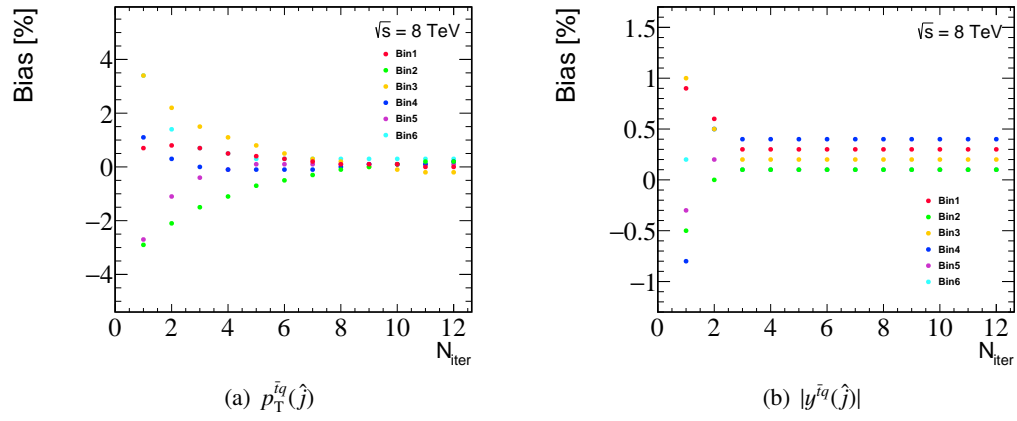 Bias [%]
√s = 8 TeV
Bin1
Bin2
Bin3
Bin4
Bin5
Bin6
4
2
0
−2
−4
0 2 4 6 8 10 12
N_iter
(a) p_T^{t̄q}(ĵ)
Bias [%]
√s = 8 TeV
1.5
1
0.5
0
−0.5
−1
Bin1
Bin2
Bin3
Bin4
Bin5
Bin6
0 2 4 6 8 10 12
N_iter
(b) |y^{t̄q}(ĵ)|